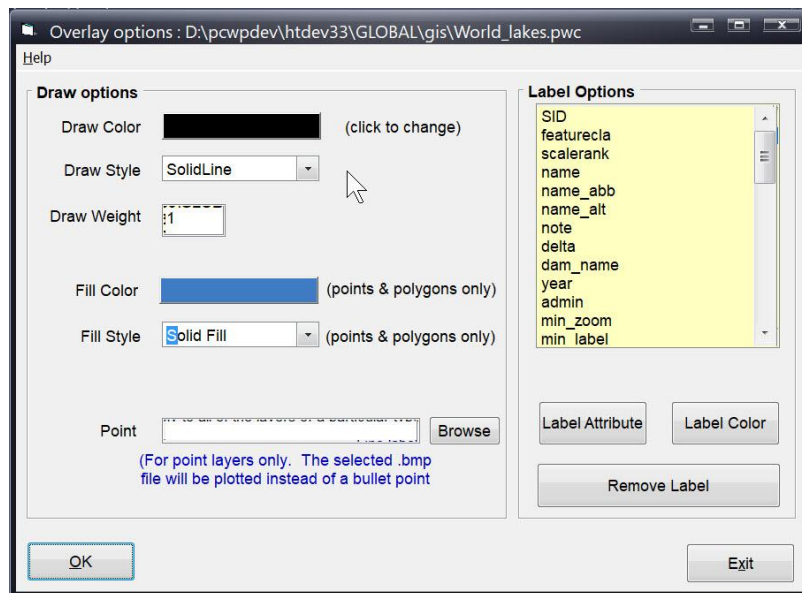 Overlay options : D:\pcwpdev\htdev33\GLOBAL\gis\World_lakes.pwc
Help
Draw options
Draw Color
(click to change)
Draw Style
SolidLine
Draw Weight
1
Fill Color
(points & polygons only)
Fill Style
Solid Fill
(points & polygons only)
Point
Browse
(For point layers only. The selected .bmp
file will be plotted instead of a bullet point
Label Options
SID
featurecla
scalerank
name
name_abb
name_alt
note
delta
dam_name
year
admin
min_zoom
min_label
Label Attribute
Label Color
Remove Label
OK
Exit